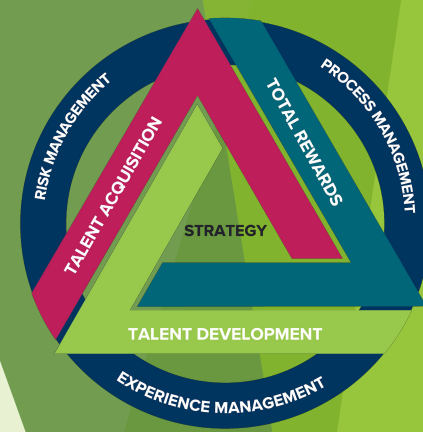 RISK MANAGEMENT
PROCESS MANAGEMENT
TALENT ACQUISITION
TOTAL REWARDS
STRATEGY
TALENT DEVELOPMENT
EXPERIENCE MANAGEMENT